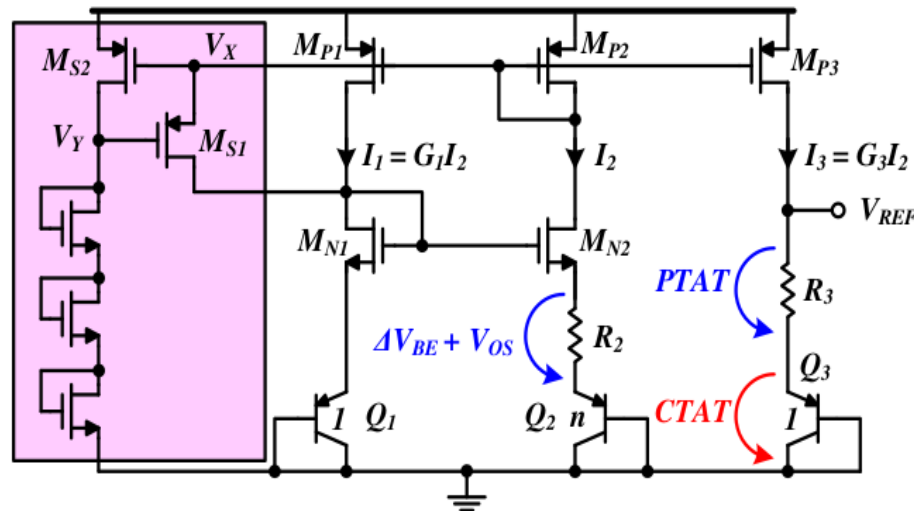 V_X
M_P1
M_P2
M_S2
M_P3
V_Y
M_S1
I_1 = G_1I_2
I_2
I_3 = G_3I_2
V_REF
M_N1
M_N2
PTAT
R_3
ΔV_BE + V_OS
R_2
Q_3
1
Q_1
Q_2
n
CTAT
1